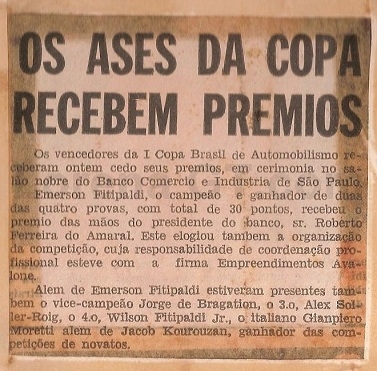 OS ASES DA COPA
RECEBEM PREMIOS
Os vencedores da I Copa Brasil de Automobilismo re-
ceberam ontem cedo seus premios, em cerimonia no sa-
lão nôbre do Banco Comercio e Industria de São Paulo.
Emerson Fitipaldi, o campeão e ganhador de duas
das quatro provas, com total de 30 pontos, recebeu o
premio das mãos do presidente do banco, sr. Roberto
Ferreira do Amaral. Este elogiou tambem a organização
da competição, cuja responsabilidade de coordenação pro-
fissional esteve com a firma Empreendimentos Ava-
lone.
Alem de Emerson Fitipaldi estiveram presentes tam-
bem o vice-campeão Jorge de Bragation, o 3.o, Alex Sol-
ler-Roig, o 4.o, Wilson Fitipaldi Jr., o italiano Gianpiero
Moretti alem de Jacob Kourouzan, ganhador das com-
petições de novatos.